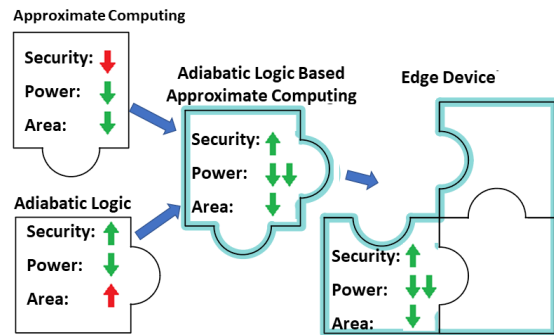 Approximate Computing
Security:
Power:
Area:
Adiabatic Logic
Security:
Power:
Area:
Adiabatic Logic Based
Approximate Computing
Security:
Power:
Area:
Edge Device
Security:
Power:
Area: